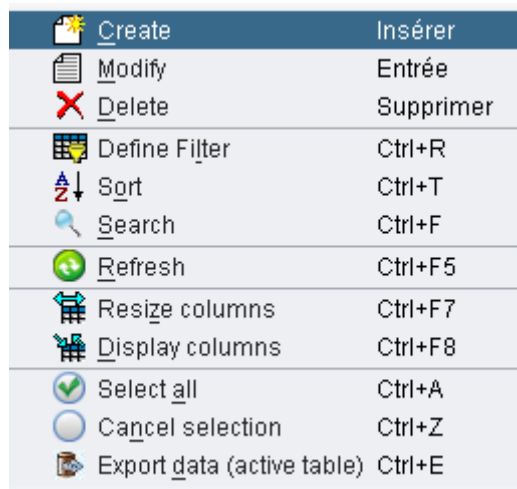 Create Insérer
Modify Entrée
Delete Supprimer
Define Filter Ctrl+R
Sort Ctrl+T
Search Ctrl+F
Refresh Ctrl+F5
Resize columns Ctrl+F7
Display columns Ctrl+F8
Select all Ctrl+A
Cancel selection Ctrl+Z
Export data (active table) Ctrl+E